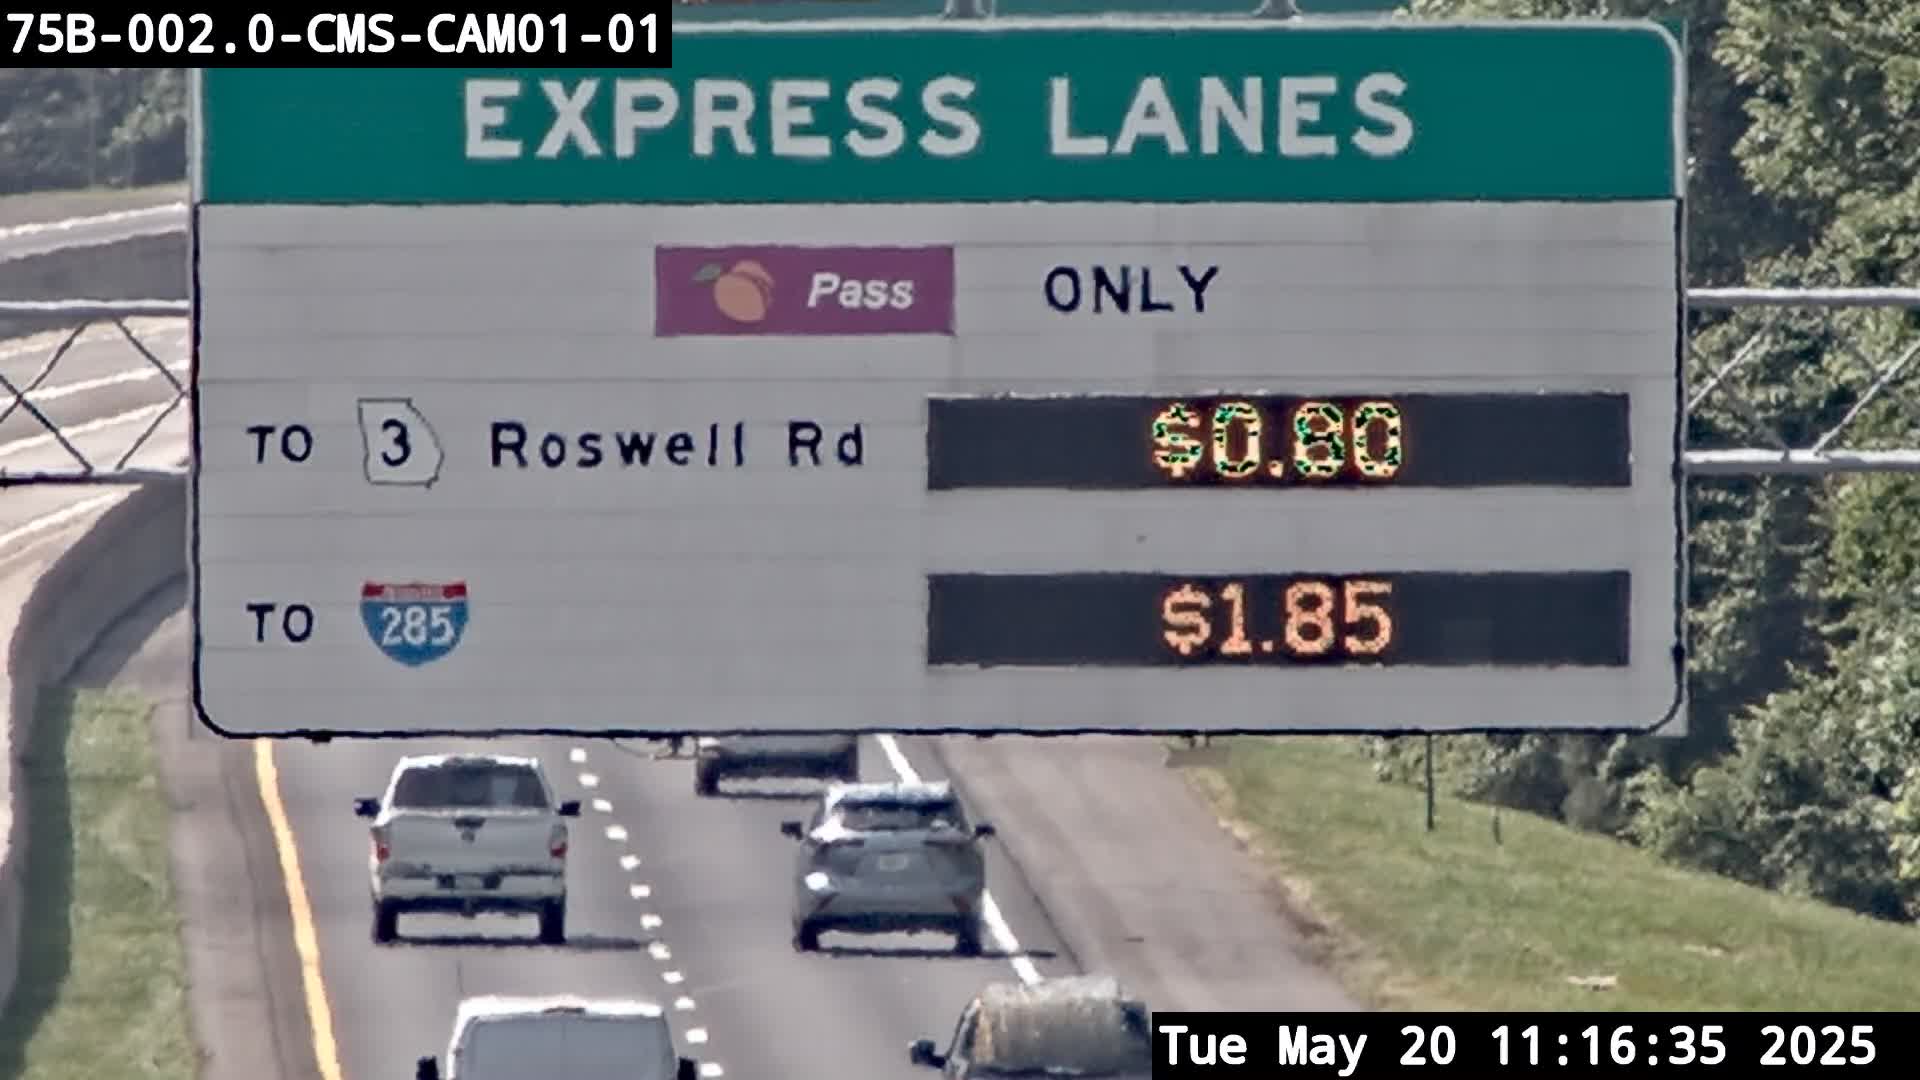 75B-002.0-CMS-CAM01-01
EXPRESS LANES
Pass ONLY
TO 3 Roswell Rd $0.80
TO 285 $1.85
Tue May 20 11:16:35 2025